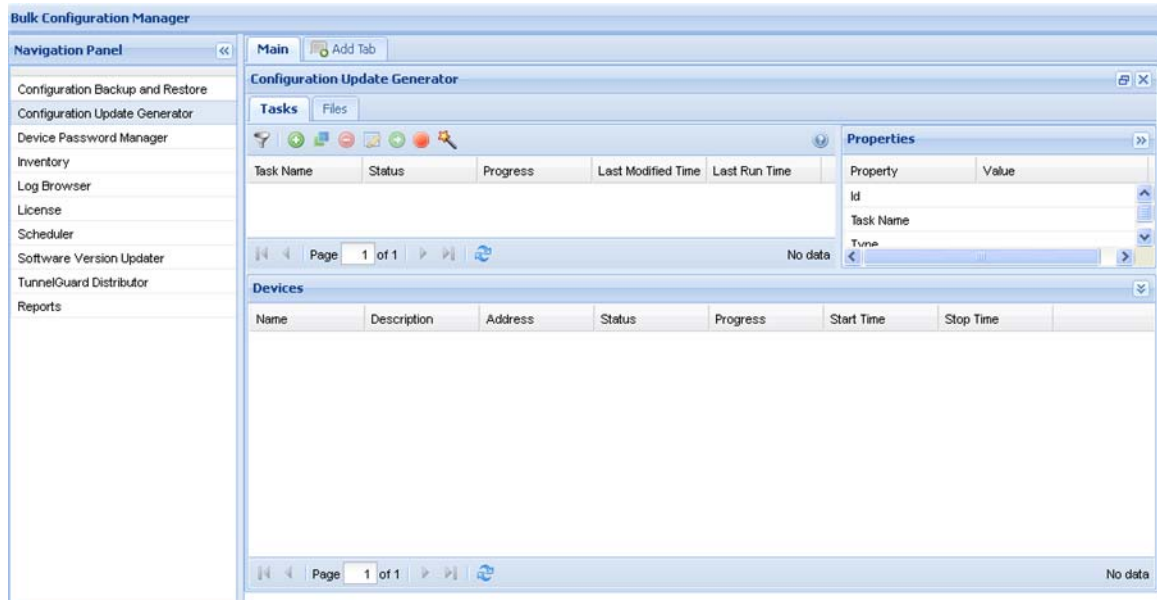 Bulk Configuration Manager
Navigation Panel
Configuration Backup and Restore
Configuration Update Generator
Device Password Manager
Inventory
Log Browser
License
Scheduler
Software Version Updater
TunnelGuard Distributor
Reports
Main Add Tab
Configuration Update Generator
Tasks Files
Task Name Status Progress Last Modified Time Last Run Time
Page 1 of 1 No data
Properties
Property Value
Id
Task Name
Type
Devices
Name Description Address Status Progress Start Time Stop Time
Page 1 of 1 No data